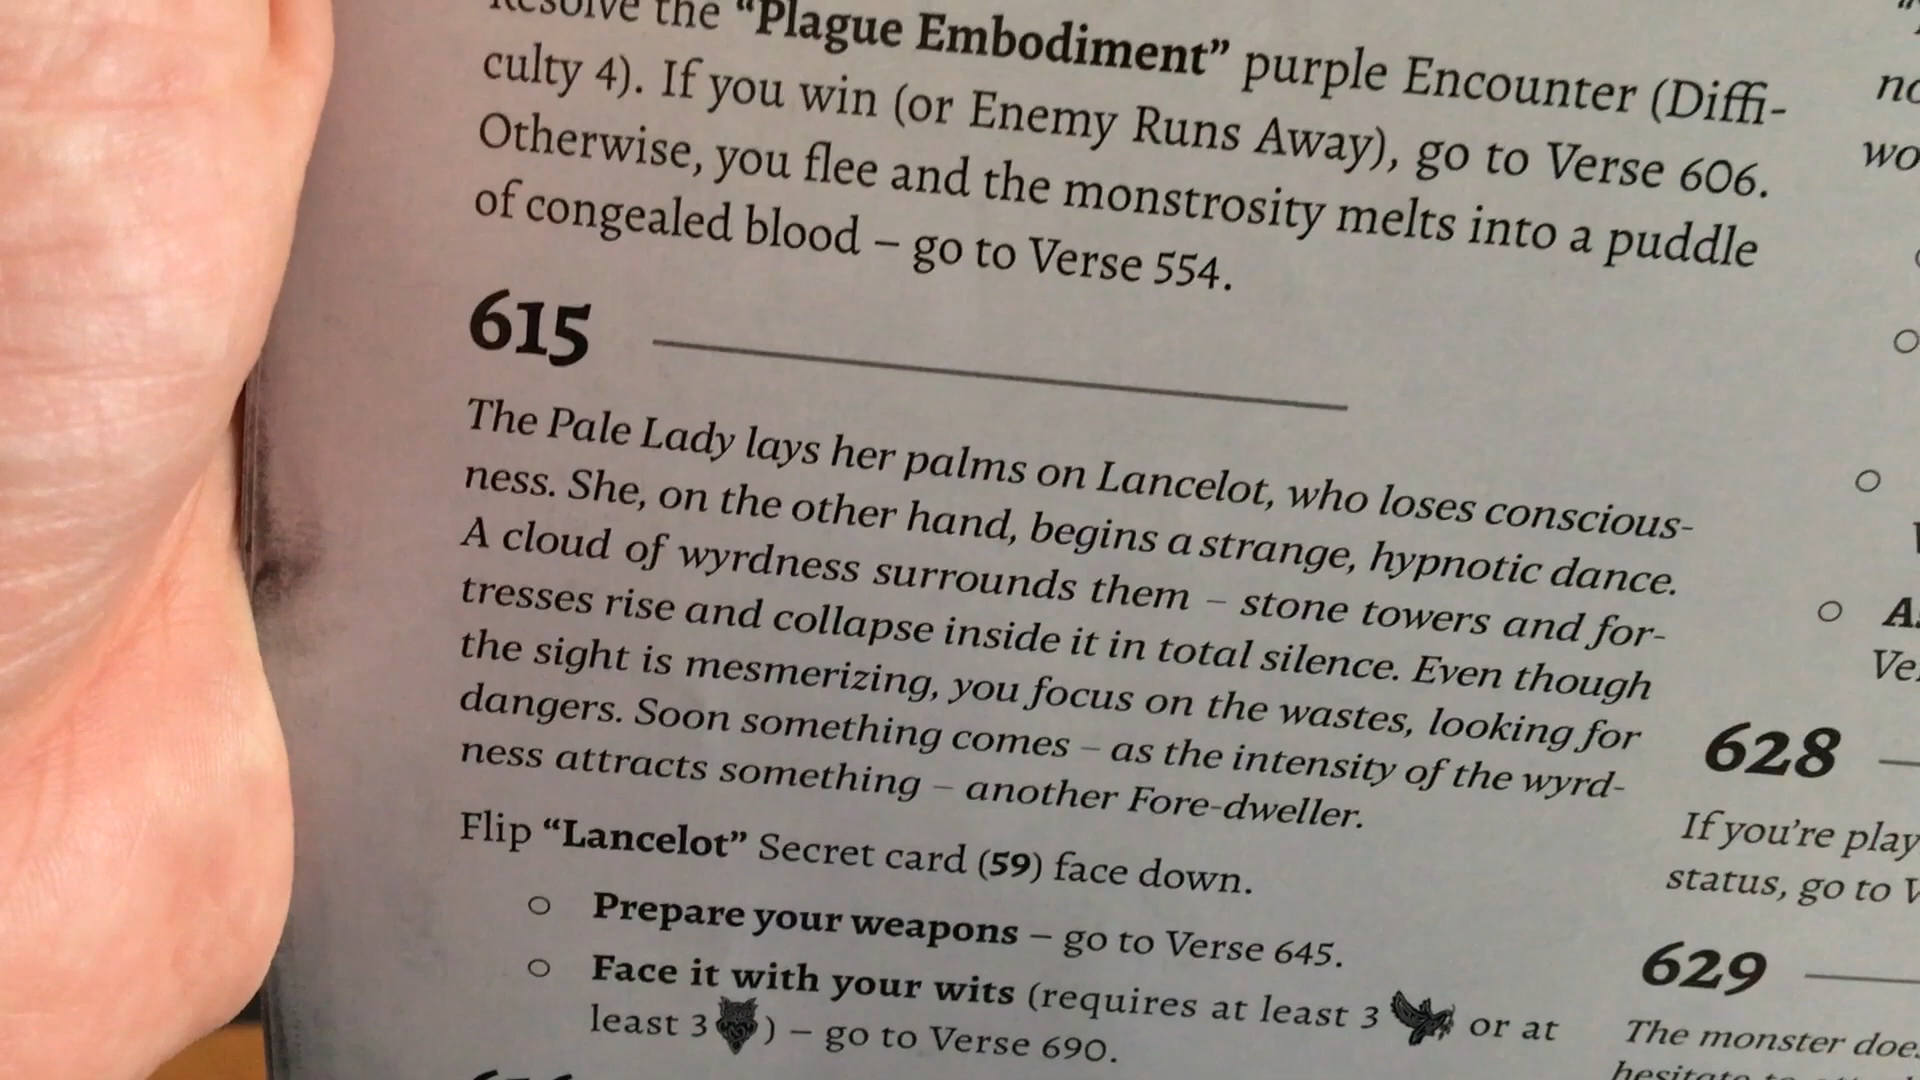 Resolve the “Plague Embodiment” purple Encounter (Diffi-
culty 4). If you win (or Enemy Runs Away), go to Verse 606.
Otherwise, you flee and the monstrosity melts into a puddle
of congealed blood – go to Verse 554.
615
The Pale Lady lays her palms on Lancelot, who loses conscious-
ness. She, on the other hand, begins a strange, hypnotic dance.
A cloud of wyrdness surrounds them – stone towers and for-
tresses rise and collapse inside it in total silence. Even though
the sight is mesmerizing, you focus on the wastes, looking for
dangers. Soon something comes – as the intensity of the wyrd-
ness attracts something – another Fore-dweller.
Flip “Lancelot” Secret card (59) face down.
○ Prepare your weapons – go to Verse 645.
○ Face it with your wits (requires at least 3 or at
least 3 ) – go to Verse 690.
628
If you’re play
status, go to V
629
The monster doe